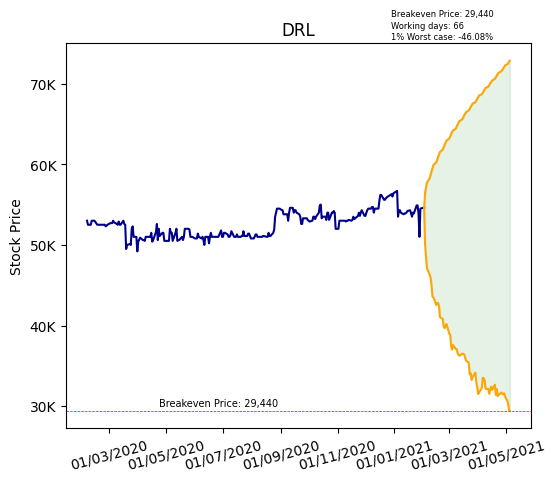 Breakeven Price: 29,440
Working days: 66
1% Worst case: -46.08%
DRL
Stock Price
70K
60K
50K
40K
30K
Breakeven Price: 29,440
01/03/2020
01/05/2020
01/07/2020
01/09/2020
01/11/2020
01/01/2021
01/03/2021
01/05/2021